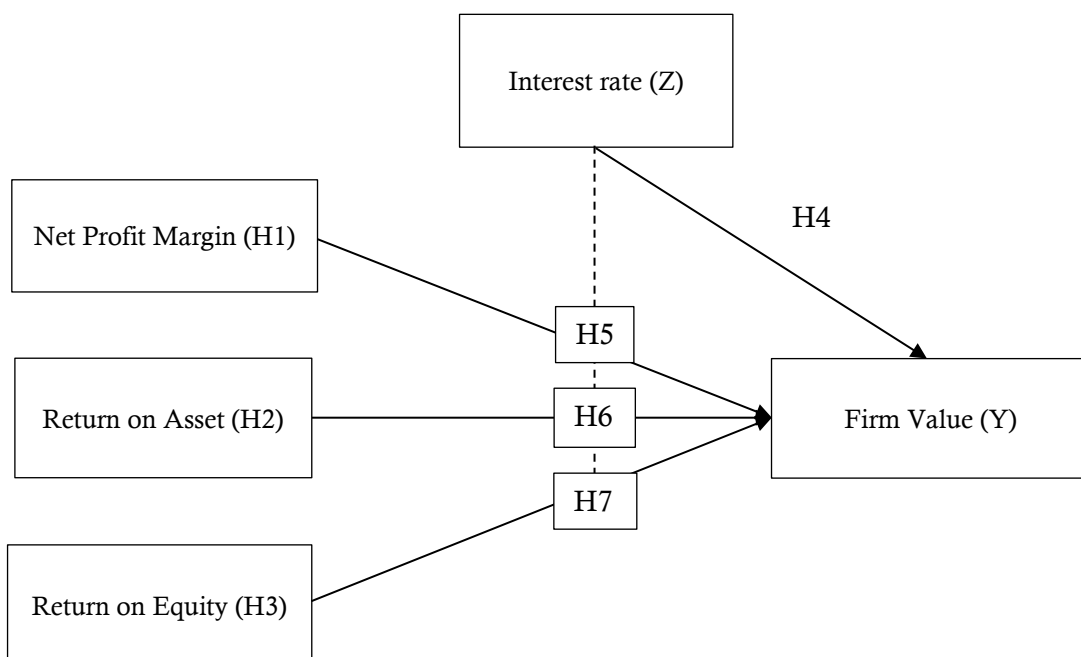 Interest rate (Z)
H4
Net Profit Margin (H1)
H5
Return on Asset (H2)
H6
Firm Value (Y)
H7
Return on Equity (H3)